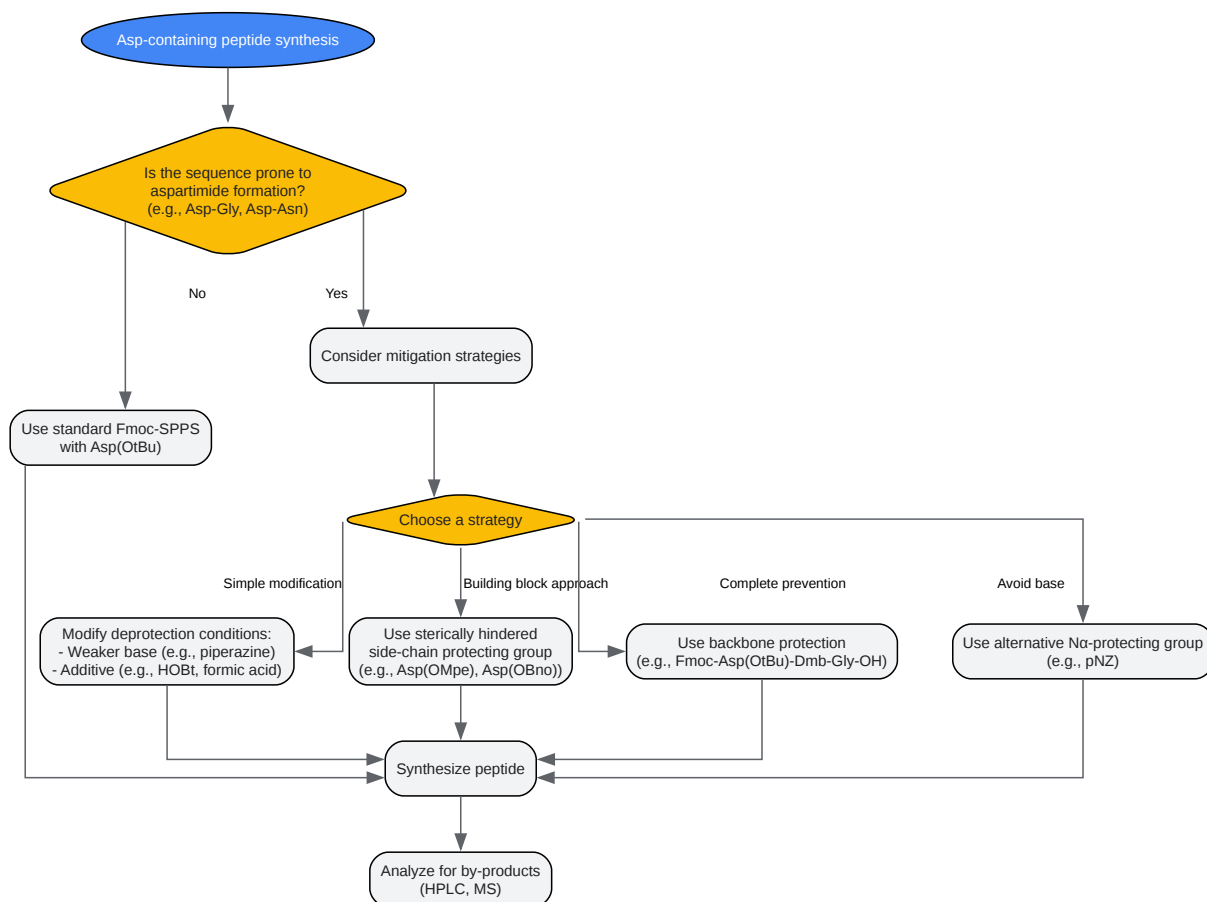 Asp-containing peptide synthesis
Is the sequence prone to
aspartimide formation?
(e.g., Asp-Gly, Asp-Asn)
No
Yes
Consider mitigation strategies
Use standard Fmoc-SPPS
with Asp(OtBu)
Choose a strategy
Simple modification
Building block approach
Complete prevention
Avoid base
Modify deprotection conditions:
- Weaker base (e.g., piperazine)
- Additive (e.g., HOBt, formic acid)
Use sterically hindered
side-chain protecting group
(e.g., Asp(OMpe), Asp(OBno))
Use backbone protection
(e.g., Fmoc-Asp(OtBu)-Dmb-Gly-OH)
Use alternative Nα-protecting group
(e.g., pNZ)
Synthesize peptide
Analyze for by-products
(HPLC, MS)